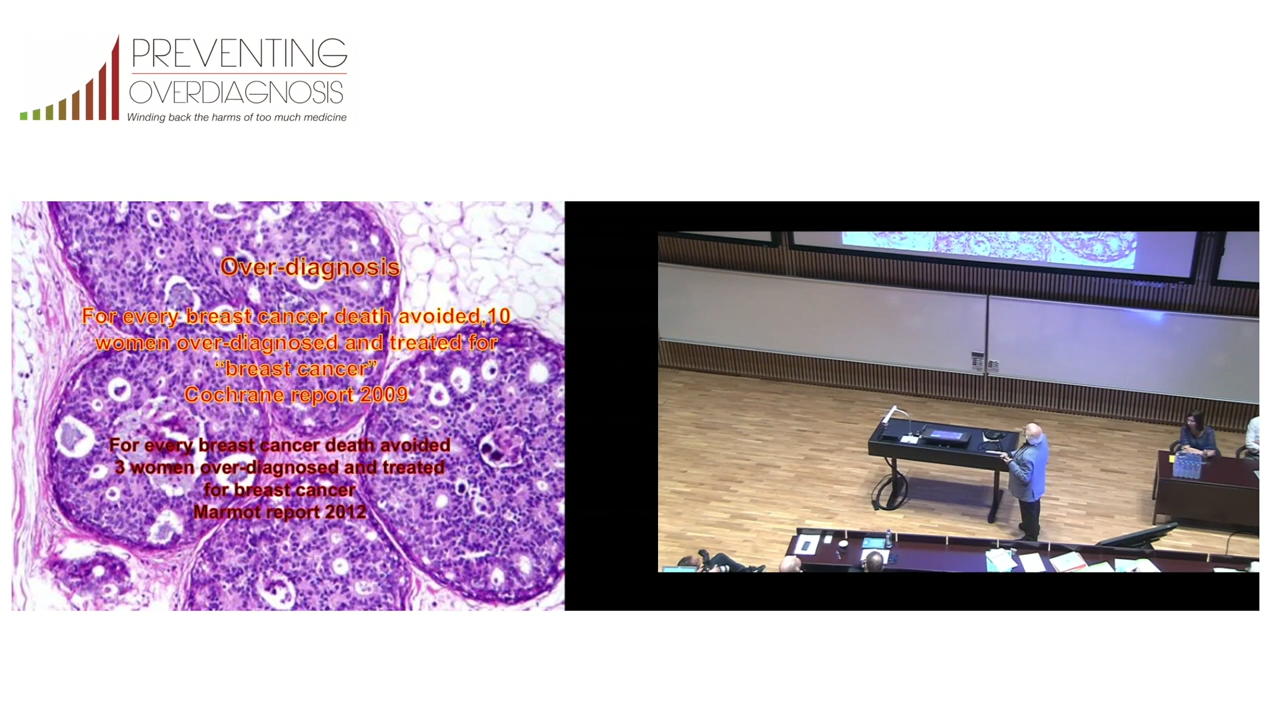 PREVENTING
OVERDIAGNOSIS
Winding back the harms of too much medicine
Over-diagnosis
For every breast cancer death avoided,10
women over-diagnosed and treated for
“breast cancer”
Cochrane report 2009
For every breast cancer death avoided
3 women over-diagnosed and treated
for breast cancer
Marmot report 2012